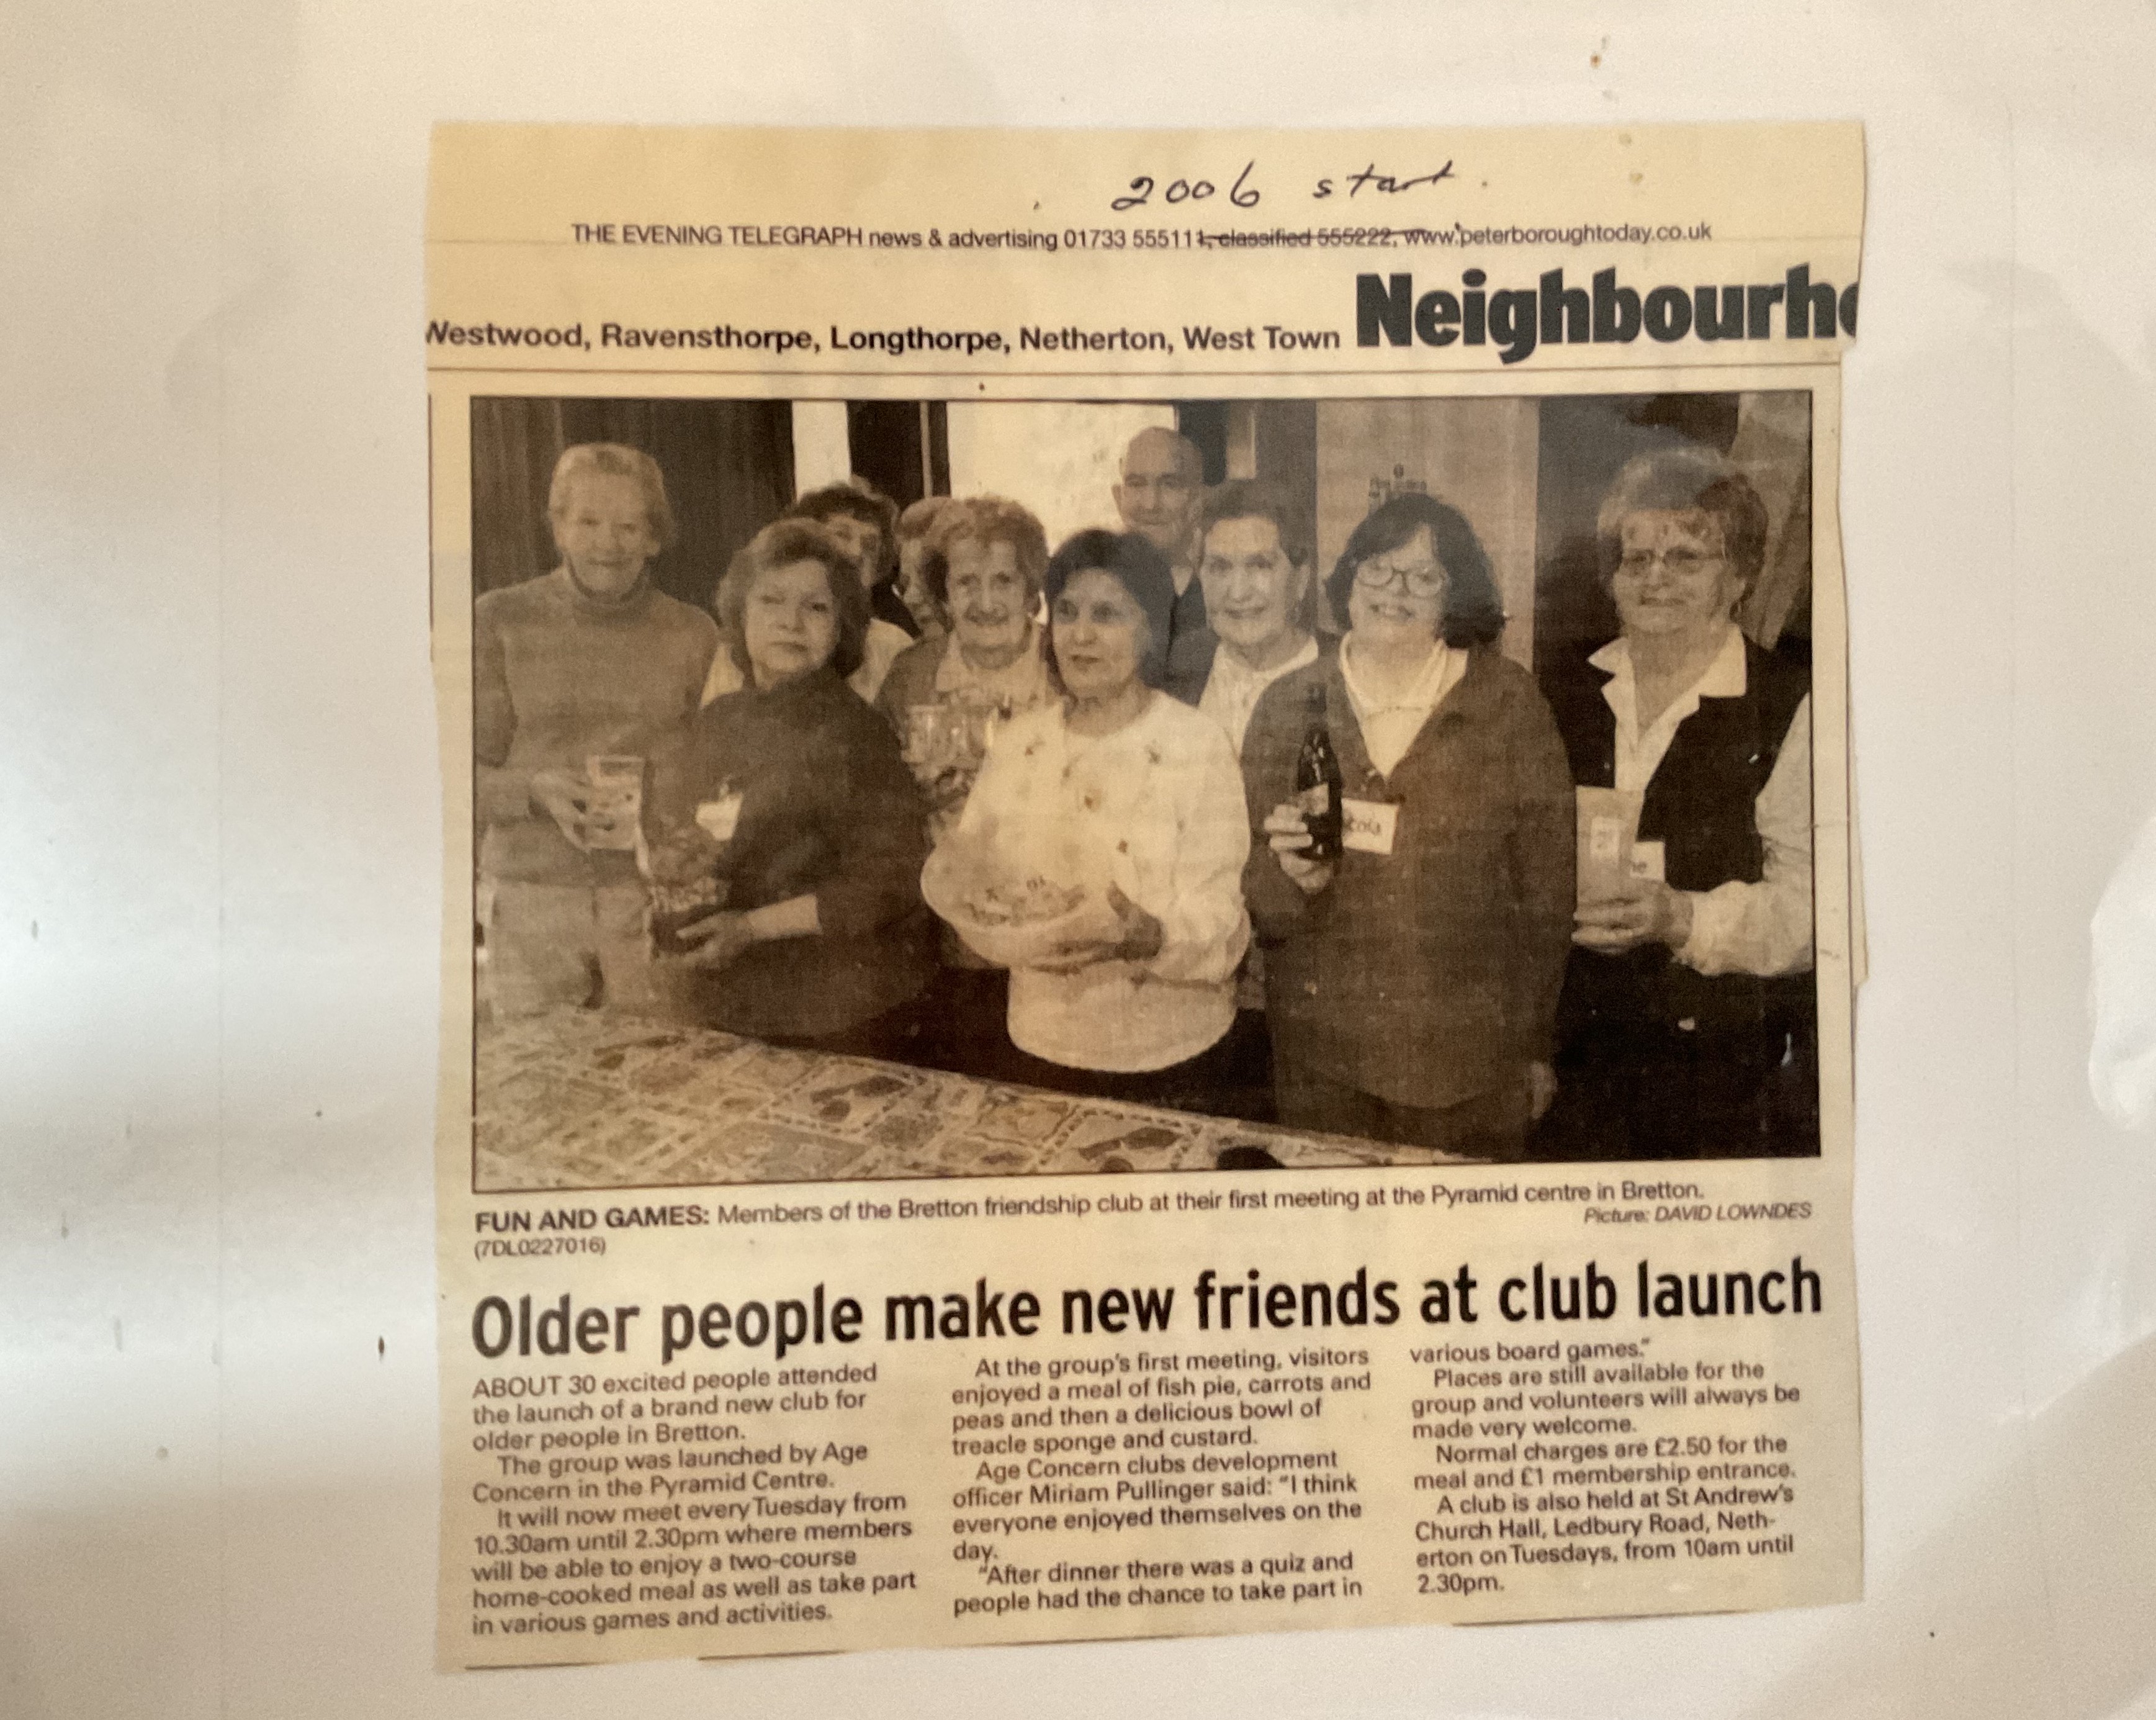 2006 start.
THE EVENING TELEGRAPH news & advertising 01733 555111, classified 555222, www.peterboroughtoday.co.uk
Westwood, Ravensthorpe, Longthorpe, Netherton, West Town Neighbourho
FUN AND GAMES: Members of the Bretton friendship club at their first meeting at the Pyramid centre in Bretton.
(7DL0227016)
Picture: DAVID LOWNDES
Older people make new friends at club launch
ABOUT 30 excited people attended
the launch of a brand new club for
older people in Bretton.
The group was launched by Age
Concern in the Pyramid Centre.
It will now meet every Tuesday from
10.30am until 2.30pm where members
will be able to enjoy a two-course
home-cooked meal as well as take part
in various games and activities.
At the group's first meeting, visitors
enjoyed a meal of fish pie, carrots and
peas and then a delicious bowl of
treacle sponge and custard.
Age Concern clubs development
officer Miriam Pullinger said: "I think
everyone enjoyed themselves on the
day.
"After dinner there was a quiz and
people had the chance to take part in
various board games."
Places are still available for the
group and volunteers will always be
made very welcome.
Normal charges are £2.50 for the
meal and £1 membership entrance.
A club is also held at St Andrew's
Church Hall, Ledbury Road, Neth-
erton on Tuesdays, from 10am until
2.30pm.